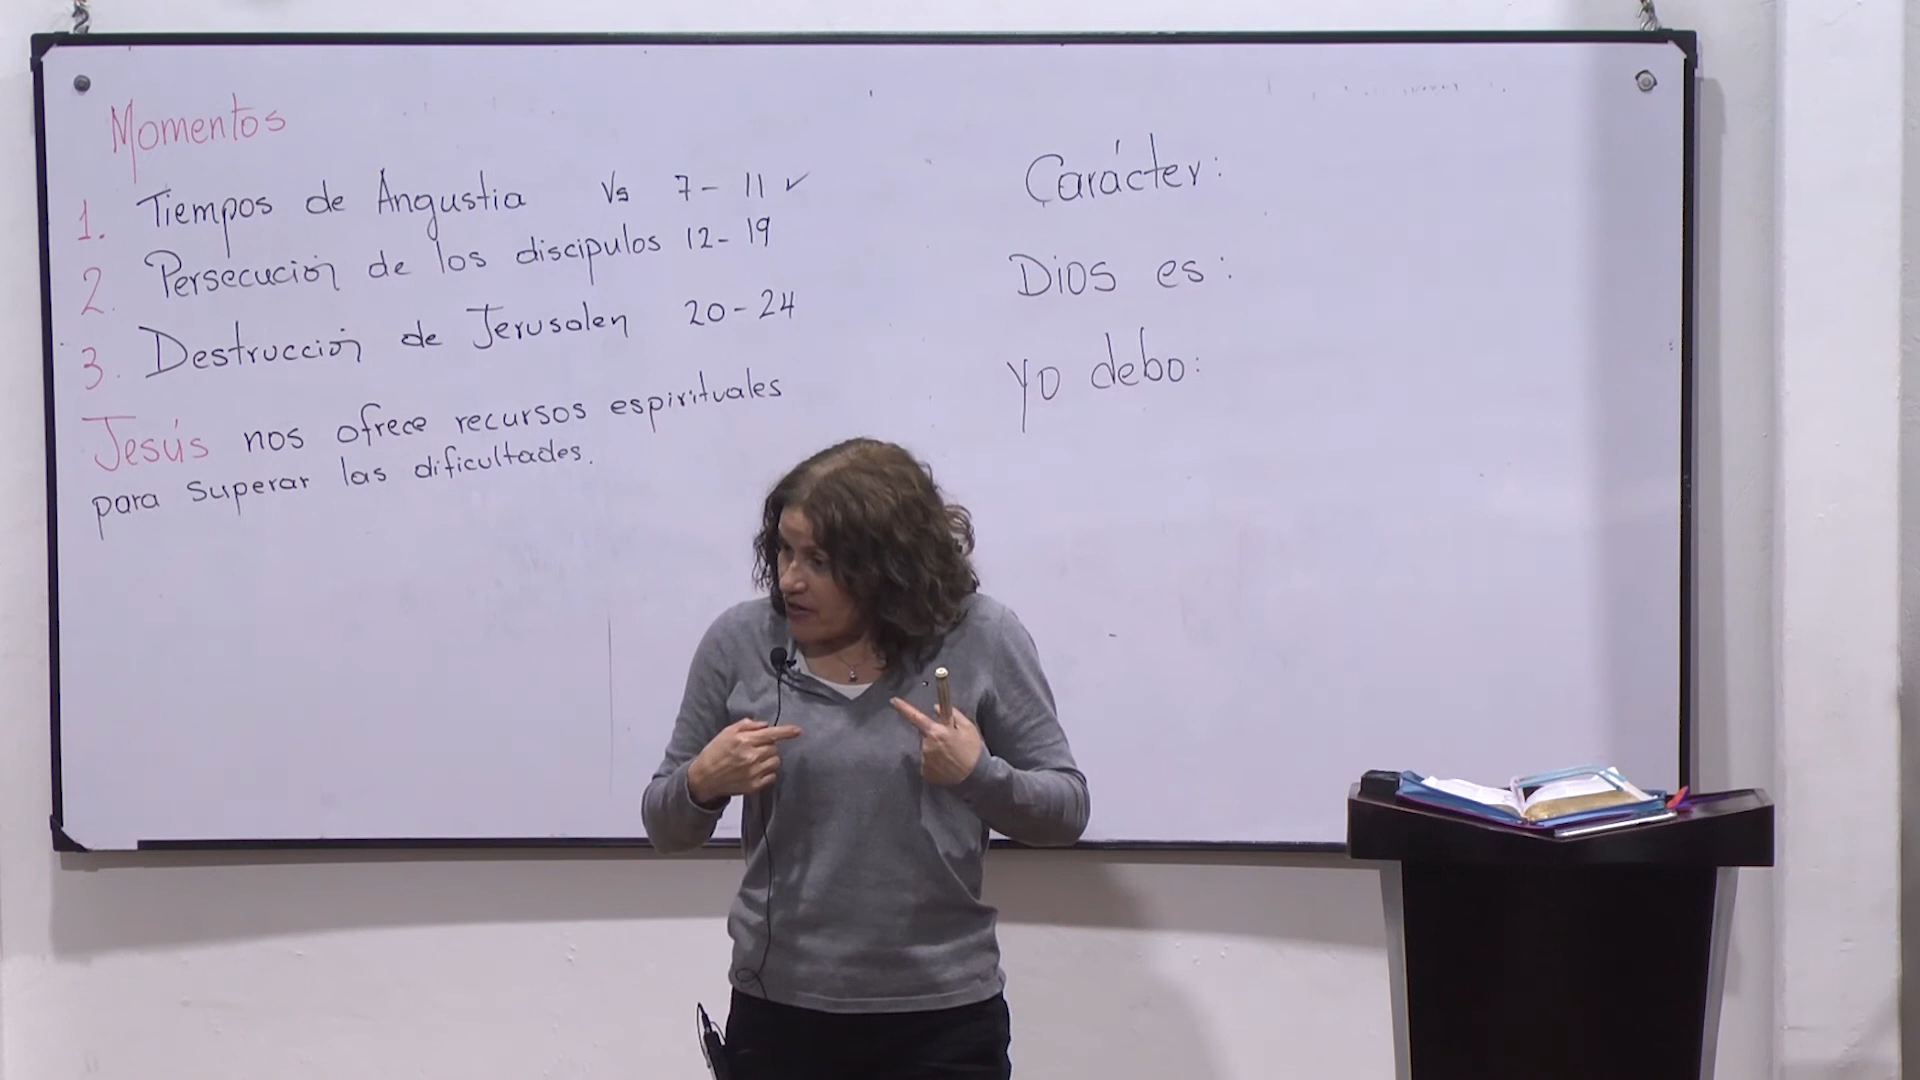 Momentos
1. Tiempos de Angustia Vs 7 - 11 ✓
2. Persecución de los discipulos 12 - 19
3. Destrucción de Jerusalen 20 - 24
Jesús nos ofrece recursos espirituales
para superar las dificultades.
Carácter:
Dios es:
Yo debo: